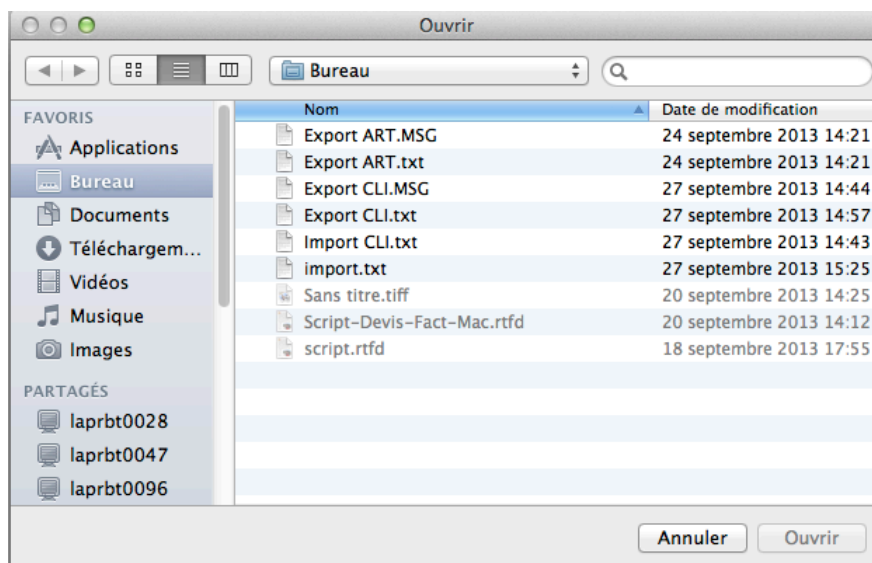 Ouvrir
Bureau
FAVORIS
Applications
Bureau
Documents
Téléchargem...
Vidéos
Musique
Images
PARTAGÉS
laprbt0028
laprbt0047
laprbt0096
Nom Date de modification
Export ART.MSG 24 septembre 2013 14:21
Export ART.txt 24 septembre 2013 14:21
Export CLI.MSG 27 septembre 2013 14:44
Export CLI.txt 27 septembre 2013 14:57
Import CLI.txt 27 septembre 2013 14:43
import.txt 27 septembre 2013 15:25
Sans titre.tiff 20 septembre 2013 14:25
Script-Devis-Fact-Mac.rtfd 20 septembre 2013 14:12
script.rtfd 18 septembre 2013 17:55
Annuler Ouvrir